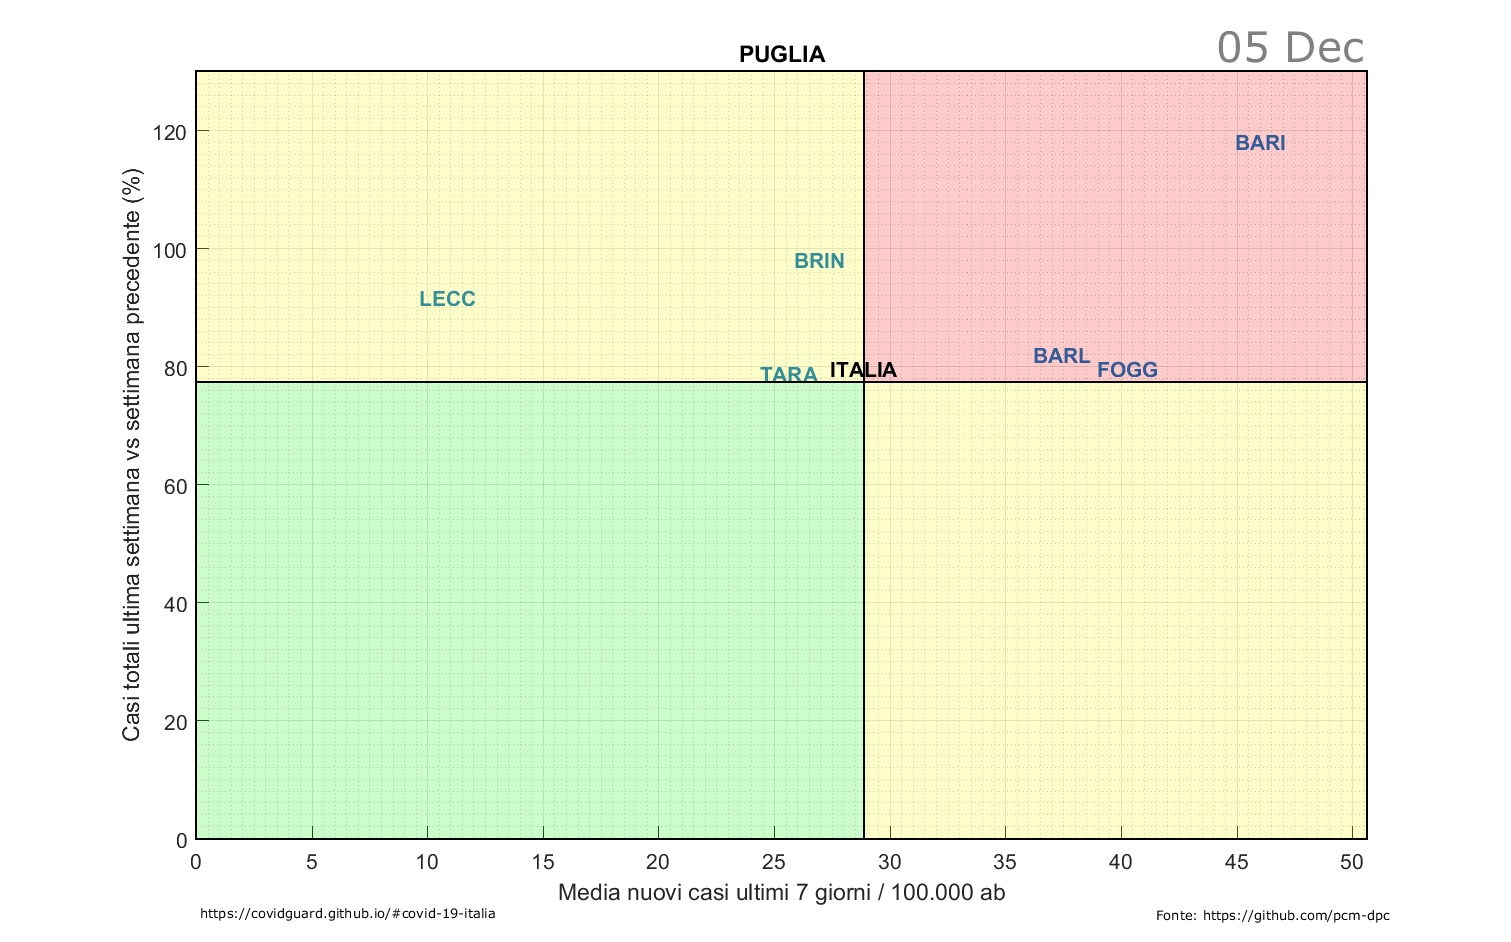 PUGLIA
05 Dec
Casi totali ultima settimana vs settimana precedente (%)
120
100
80
60
40
20
0
BARI
BRIN
LECC
BARL
FOGG
ITALIA
TARA
0 5 10 15 20 25 30 35 40 45 50
Media nuovi casi ultimi 7 giorni / 100.000 ab
https://covidguard.github.io/#covid-19-italia
Fonte: https://github.com/pcm-dpc